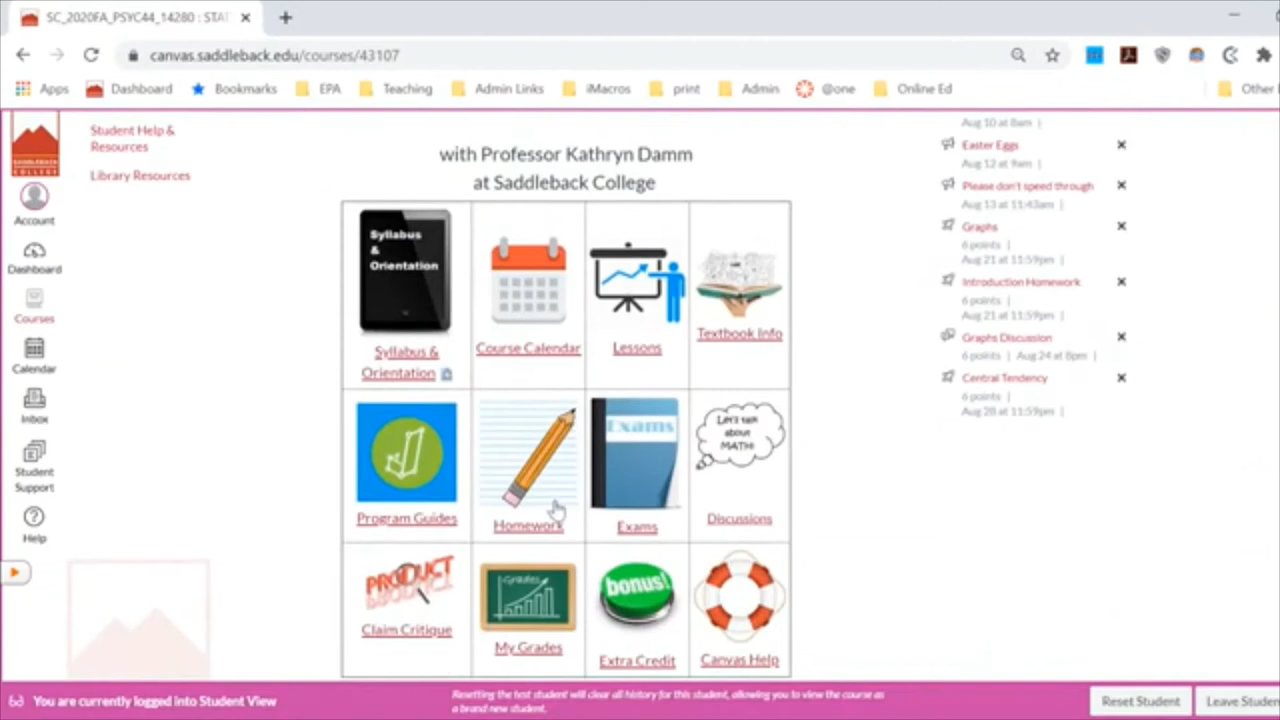 SC_2020FA_PSYC44_14280 : STAT
canvas.saddleback.edu/courses/43107
Apps
Dashboard
Bookmarks
EPA
Teaching
Admin Links
iMacros
print
Admin
@one
Online Ed
Other
SADDLEBACK
COLLEGE
Account
Dashboard
Courses
Calendar
Inbox
Student
Support
Help
Student Help &
Resources
Library Resources
with Professor Kathryn Damm
at Saddleback College
Syllabus
&
Orientation
Syllabus &
Orientation
Course Calendar
Lessons
Textbook Info
Program Guides
Homework
Exams
Exams
Let's talk
about
MATH!
Discussions
PRODUCT
Claim Critique
Grades
My Grades
bonus!
Extra Credit
Canvas Help
Aug 10 at 8am |
Easter Eggs
Aug 12 at 9am |
Please don't speed through
Aug 13 at 11:43am |
Graphs
6 points |
Aug 21 at 11:59pm |
Introduction Homework
6 points |
Aug 21 at 11:59pm |
Graphs Discussion
6 points | Aug 24 at 8pm |
Central Tendency
6 points |
Aug 28 at 11:59pm |
You are currently logged into Student View
Resetting the test student will clear all history for this student, allowing you to view the course as
a brand new student.
Reset Student
Leave Studen